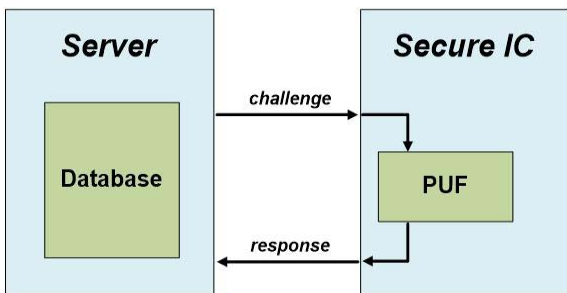 Server
Secure IC
challenge
Database
PUF
response